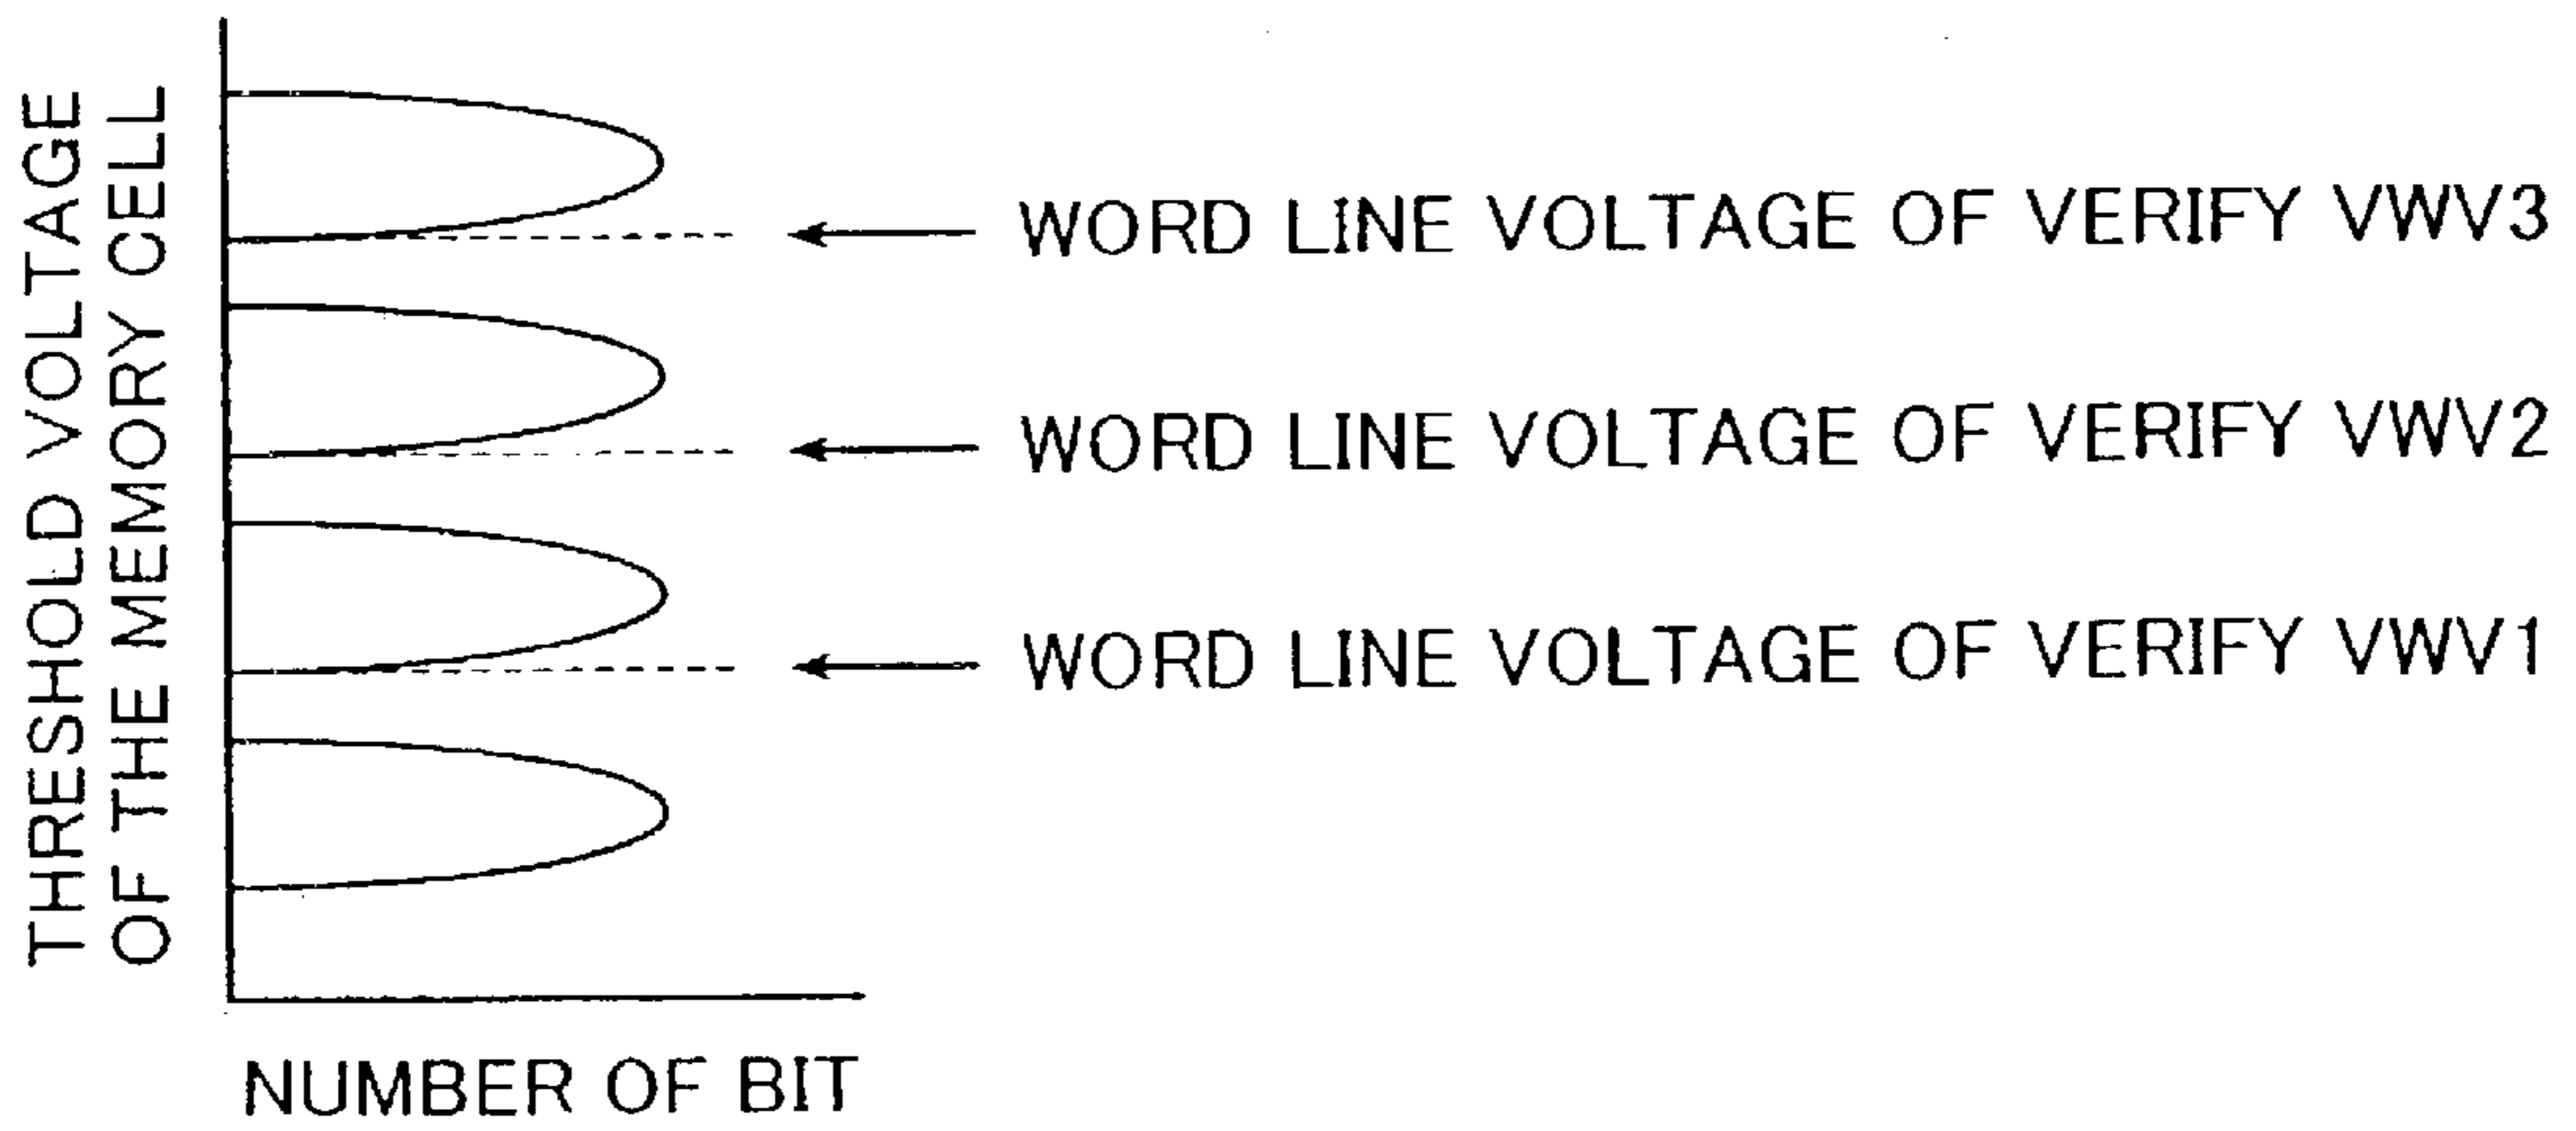 THRESHOLD VOLTAGE
OF THE MEMORY CELL
WORD LINE VOLTAGE OF VERIFY VWV3
WORD LINE VOLTAGE OF VERIFY VWV2
WORD LINE VOLTAGE OF VERIFY VWV1
NUMBER OF BIT